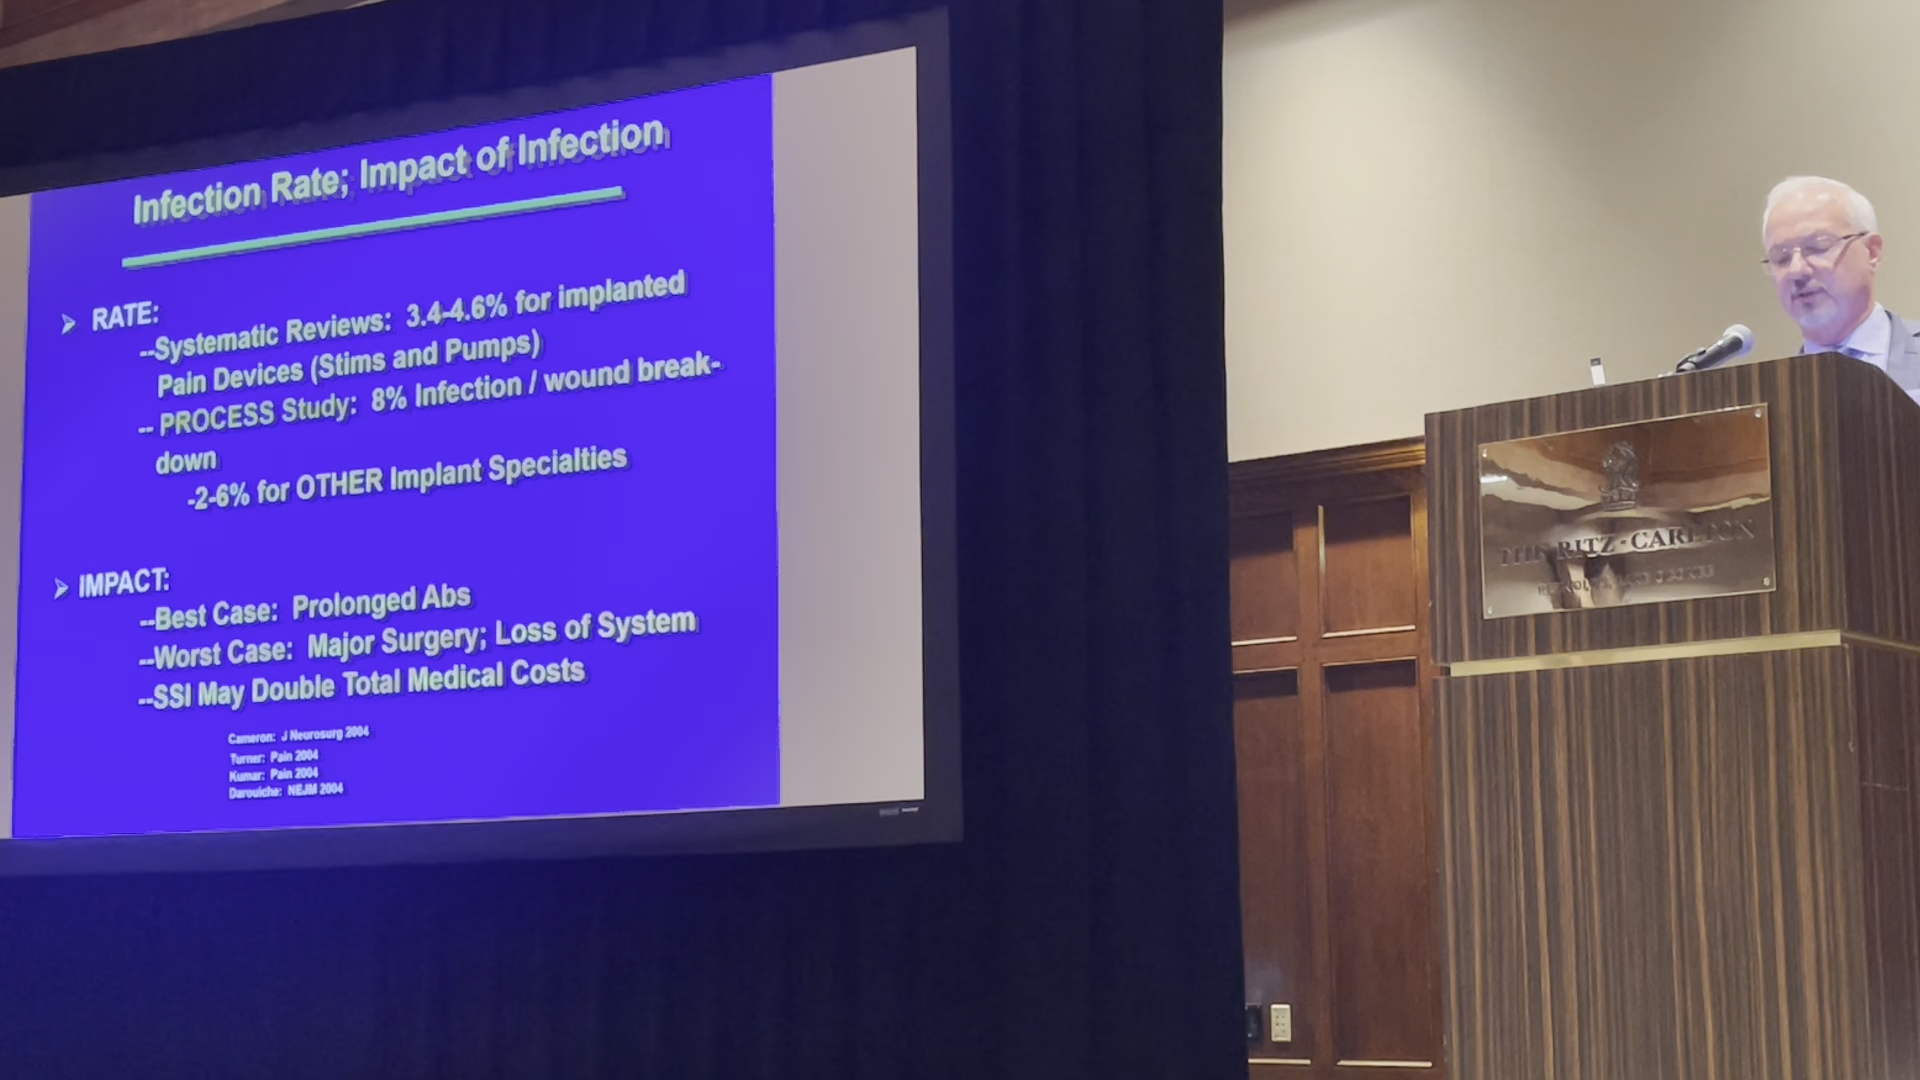 Infection Rate; Impact of Infection
RATE:
--Systematic Reviews: 3.4-4.6% for implanted
Pain Devices (Stims and Pumps)
-- PROCESS Study: 8% Infection / wound break-
down
-2-6% for OTHER Implant Specialties
IMPACT:
--Best Case: Prolonged Abs
--Worst Case: Major Surgery; Loss of System
--SSI May Double Total Medical Costs
Cameron: J Neurosurg 2004
Turner: Pain 2004
Kumar: Pain 2004
Darouiche: NEJM 2004
THE RITZ-CARLTON